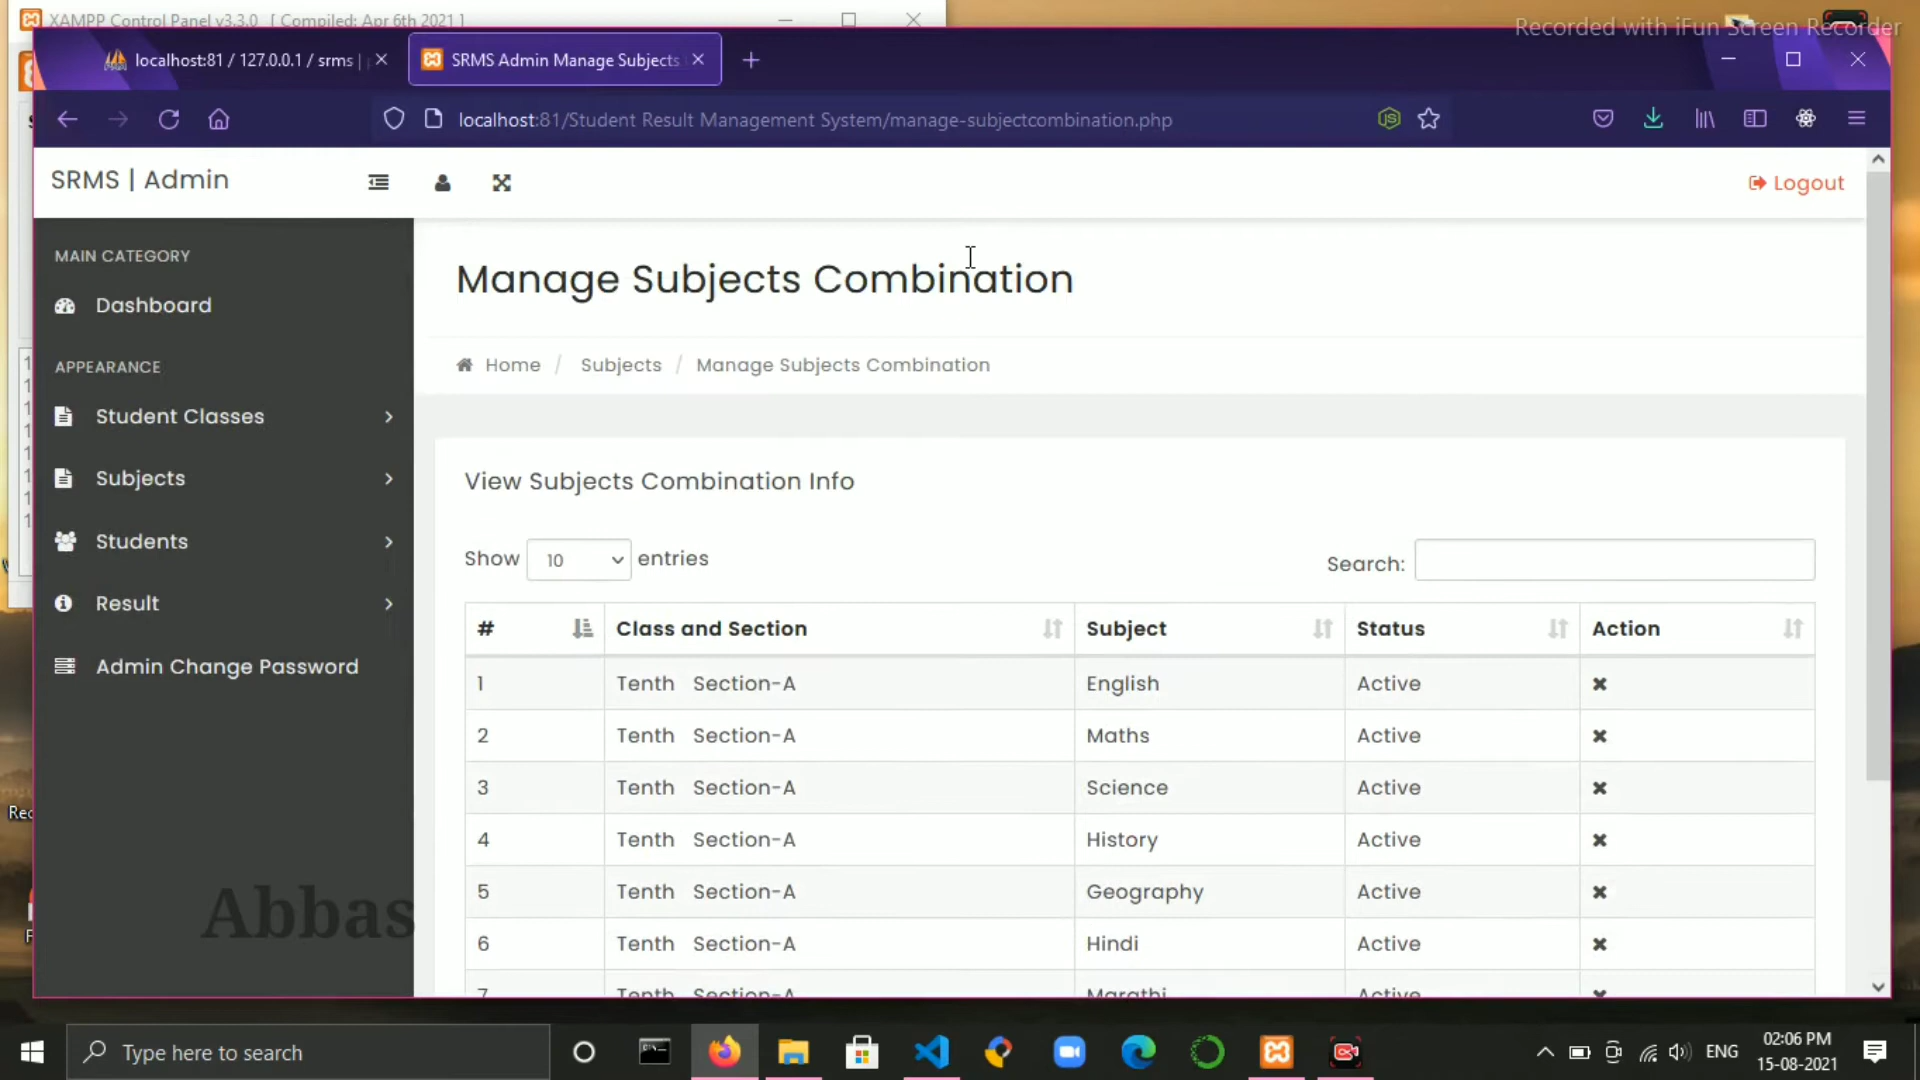 XAMPP Control Panel v3.3.0 [ Compiled: Apr 6th 2021 ]
Recorded with iFun Screen Recorder
localhost:81 / 127.0.0.1 / srms |
SRMS Admin Manage Subjects
localhost:81/Student Result Management System/manage-subjectcombination.php
SRMS | Admin
Logout
MAIN CATEGORY
Dashboard
APPEARANCE
Student Classes
Subjects
Students
Result
Admin Change Password
Abbas
Manage Subjects Combination
Home / Subjects / Manage Subjects Combination
View Subjects Combination Info
Show 10 entries
Search:
# Class and Section Subject Status Action
1 Tenth Section-A English Active
2 Tenth Section-A Maths Active
3 Tenth Section-A Science Active
4 Tenth Section-A History Active
5 Tenth Section-A Geography Active
6 Tenth Section-A Hindi Active
7 Tenth Section-A Marathi Active
Type here to search
ENG
02:06 PM
15-08-2021